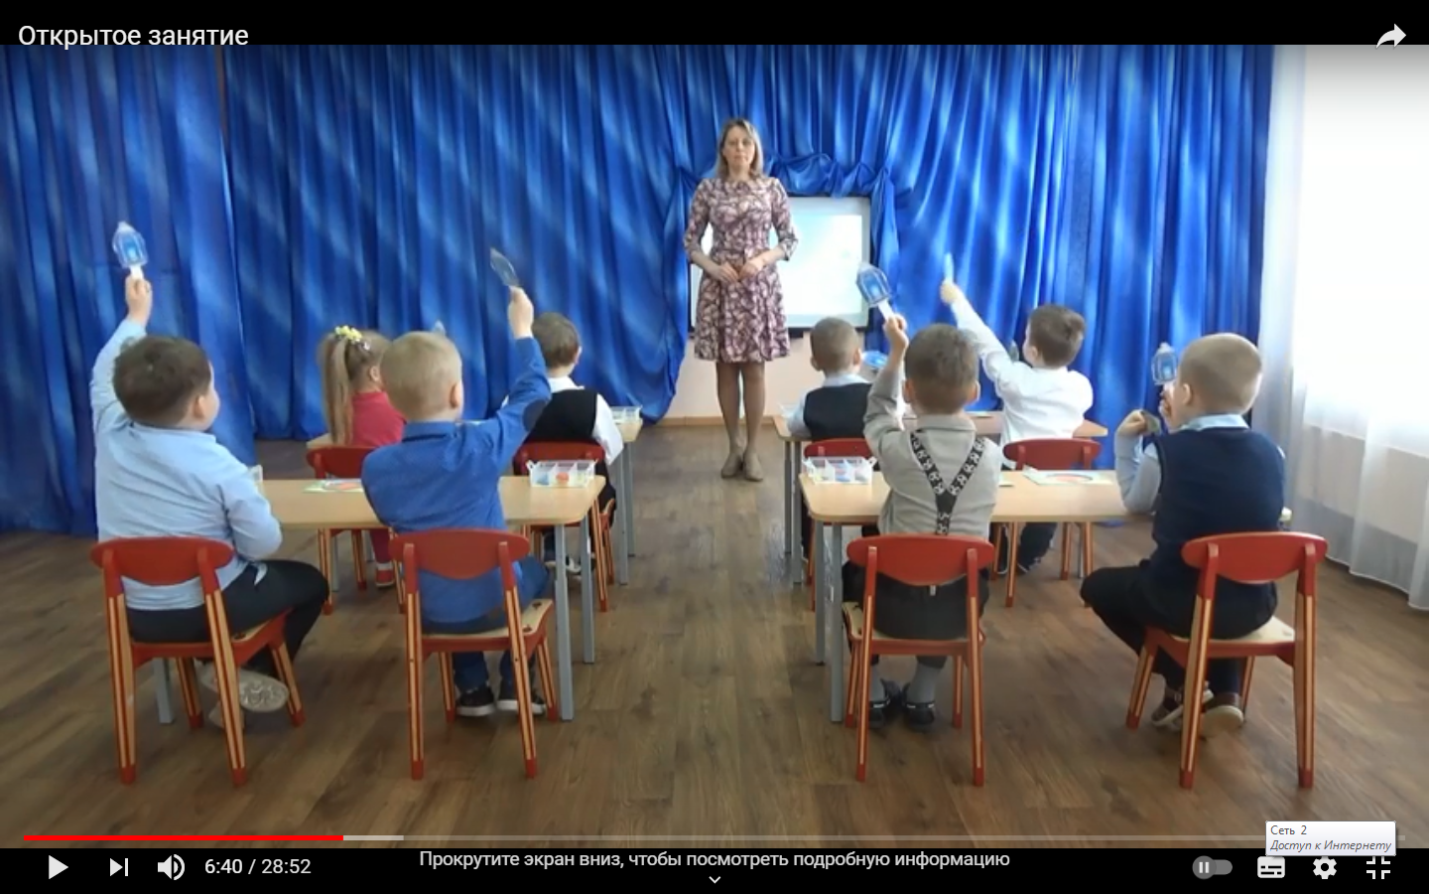 Открытое занятие
6:40 / 28:52
Прокрутите экран вниз, чтобы посмотреть подробную информацию
Сеть 2
Доступ к Интернету